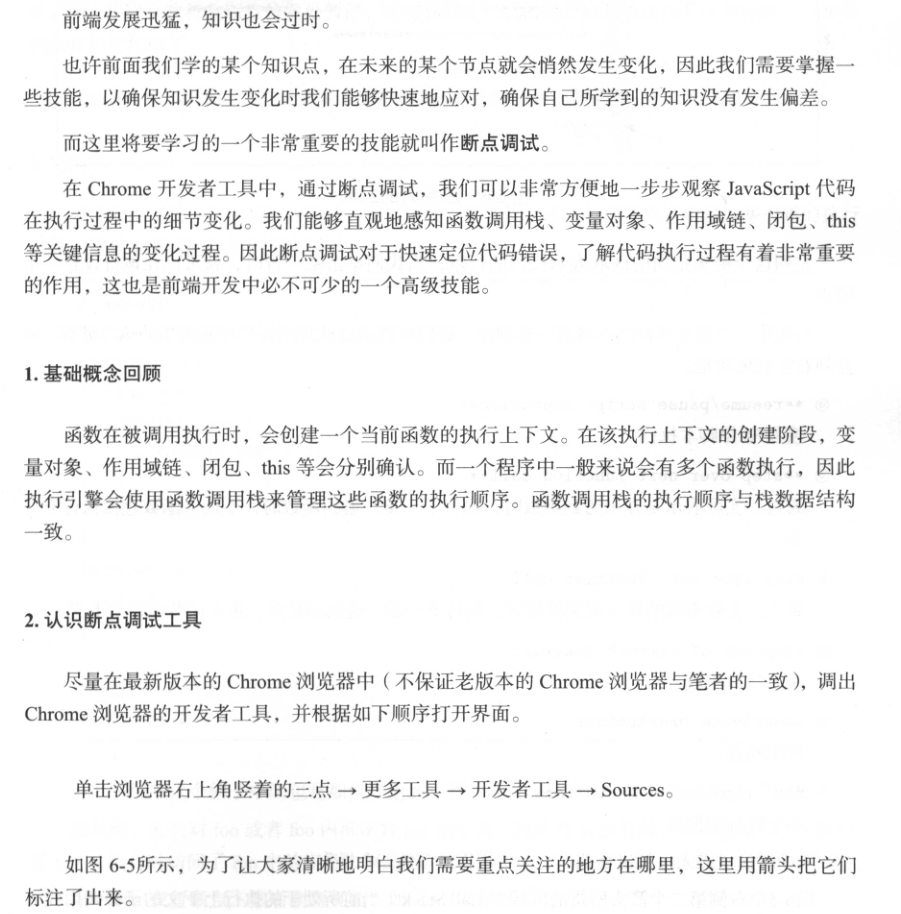 前端发展迅猛，知识也会过时。
也许前面我们学的某个知识点，在未来的某个节点就会悄然发生变化，因此我们需要掌握一
些技能，以确保知识发生变化时我们能够快速地应对，确保自己所学到的知识没有发生偏差。
而这里将要学习的一个非常重要的技能就叫作断点调试。
在 Chrome 开发者工具中，通过断点调试，我们可以非常方便地一步步观察 JavaScript 代码
在执行过程中的细节变化。我们能够直观地感知函数调用栈、变量对象、作用域链、闭包、this
等关键信息的变化过程。因此断点调试对于快速定位代码错误，了解代码执行过程有着非常重要
的作用，这也是前端开发中必不可少的一个高级技能。
1. 基础概念回顾
函数在被调用执行时，会创建一个当前函数的执行上下文。在该执行上下文的创建阶段，变
量对象、作用域链、闭包、this 等会分别确认。而一个程序中一般来说会有多个函数执行，因此
执行引擎会使用函数调用栈来管理这些函数的执行顺序。函数调用栈的执行顺序与栈数据结构
一致。
2. 认识断点调试工具
尽量在最新版本的 Chrome 浏览器中（不保证老版本的 Chrome 浏览器与笔者的一致），调出
Chrome 浏览器的开发者工具，并根据如下顺序打开界面。
单击浏览器右上角竖着的三点 → 更多工具 → 开发者工具 → Sources。
如图 6-5所示，为了让大家清晰地明白我们需要重点关注的地方在哪里，这里用箭头把它们
标注了出来。